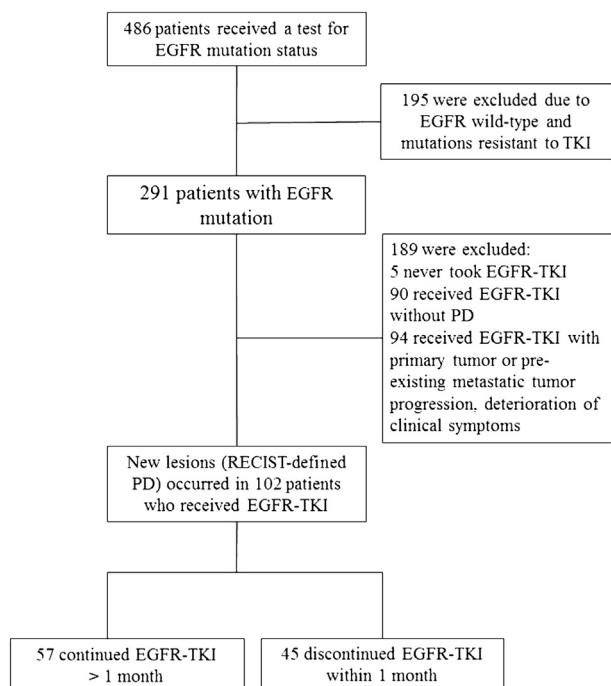 486 patients received a test for
EGFR mutation status
195 were excluded due to
EGFR wild-type and
mutations resistant to TKI
291 patients with EGFR
mutation
189 were excluded:
5 never took EGFR-TKI
90 received EGFR-TKI
without PD
94 received EGFR-TKI with
primary tumor or pre-
existing metastatic tumor
progression, deterioration of
clinical symptoms
New lesions (RECIST-defined
PD) occurred in 102 patients
who received EGFR-TKI
57 continued EGFR-TKI
> 1 month
45 discontinued EGFR-TKI
within 1 month